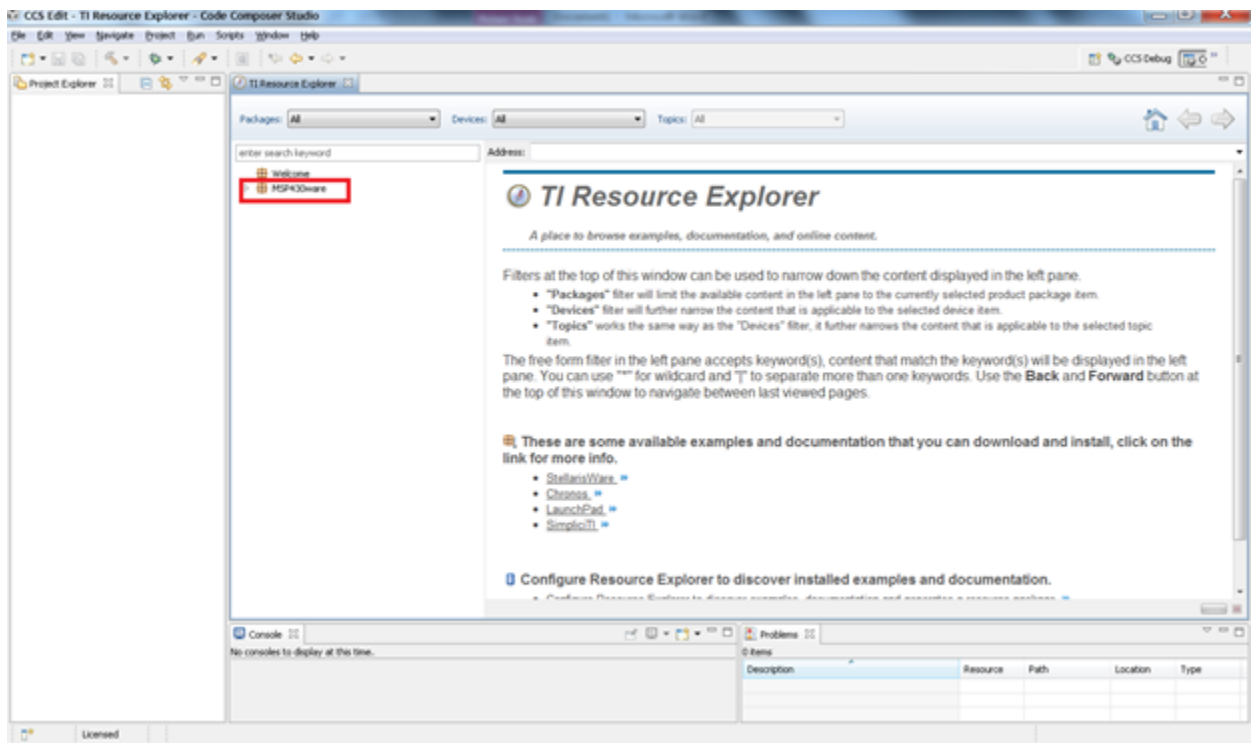 CCS Edit - TI Resource Explorer - Code Composer Studio
File Edit View Navigate Project Run Scripts Window Help
CCS Debug
Project Explorer
TI Resource Explorer
Packages: All Devices: All Topics: All
enter search keyword
Address:
Welcome
MSP430ware
TI Resource Explorer
A place to browse examples, documentation, and online content.
Filters at the top of this window can be used to narrow down the content displayed in the left pane.
• "Packages" filter will limit the available content in the left pane to the currently selected product package item.
• "Devices" filter will further narrow the content that is applicable to the selected device item.
• "Topics" works the same way as the "Devices" filter, it further narrows the content that is applicable to the selected topic
item.
The free form filter in the left pane accepts keyword(s), content that match the keyword(s) will be displayed in the left
pane. You can use "*" for wildcard and "|" to separate more than one keywords. Use the Back and Forward button at
the top of this window to navigate between last viewed pages.
These are some available examples and documentation that you can download and install, click on the
link for more info.
• StellarisWare
• Chronos
• LaunchPad
• SimpliciTI
Configure Resource Explorer to discover installed examples and documentation.
• Configure Resource Explorer to discover examples, documentation and generates a resource package.
Console
No consoles to display at this time.
Problems
0 items
Description Resource Path Location Type
Licensed